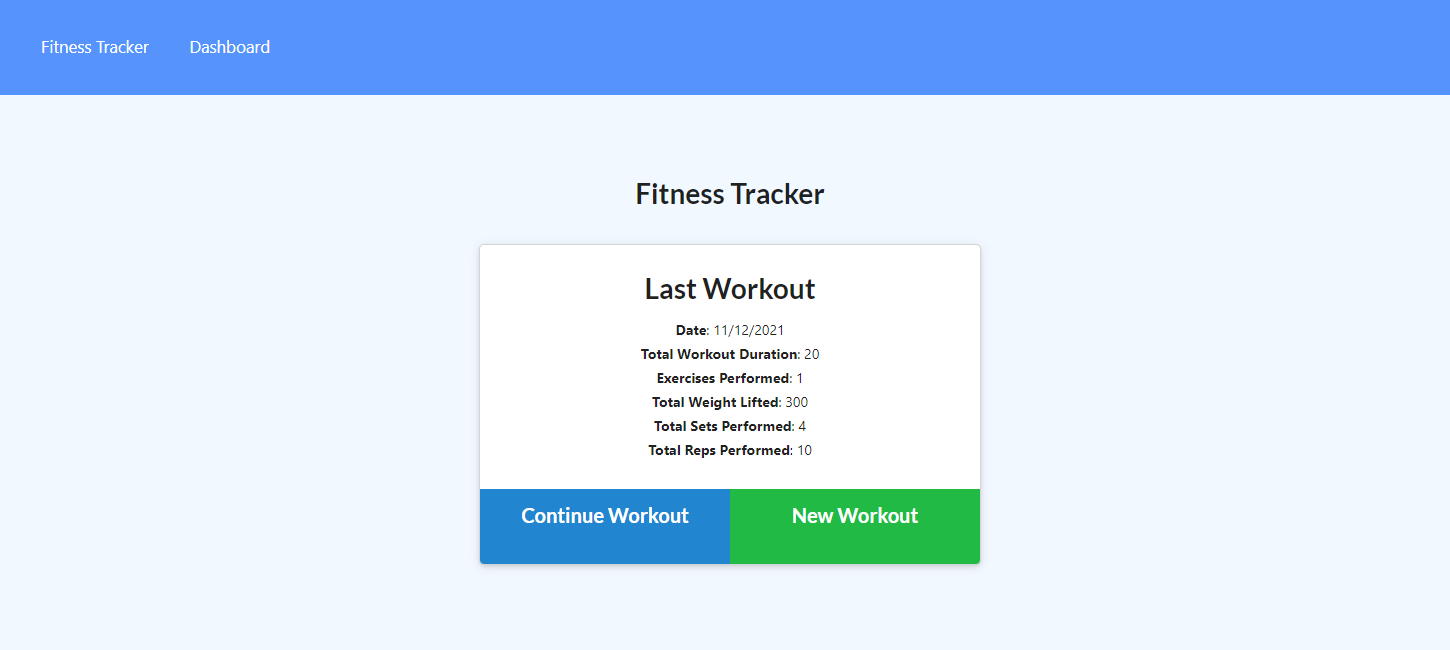 Fitness Tracker Dashboard
Fitness Tracker
Last Workout
Date: 11/12/2021
Total Workout Duration: 20
Exercises Performed: 1
Total Weight Lifted: 300
Total Sets Performed: 4
Total Reps Performed: 10
Continue Workout New Workout